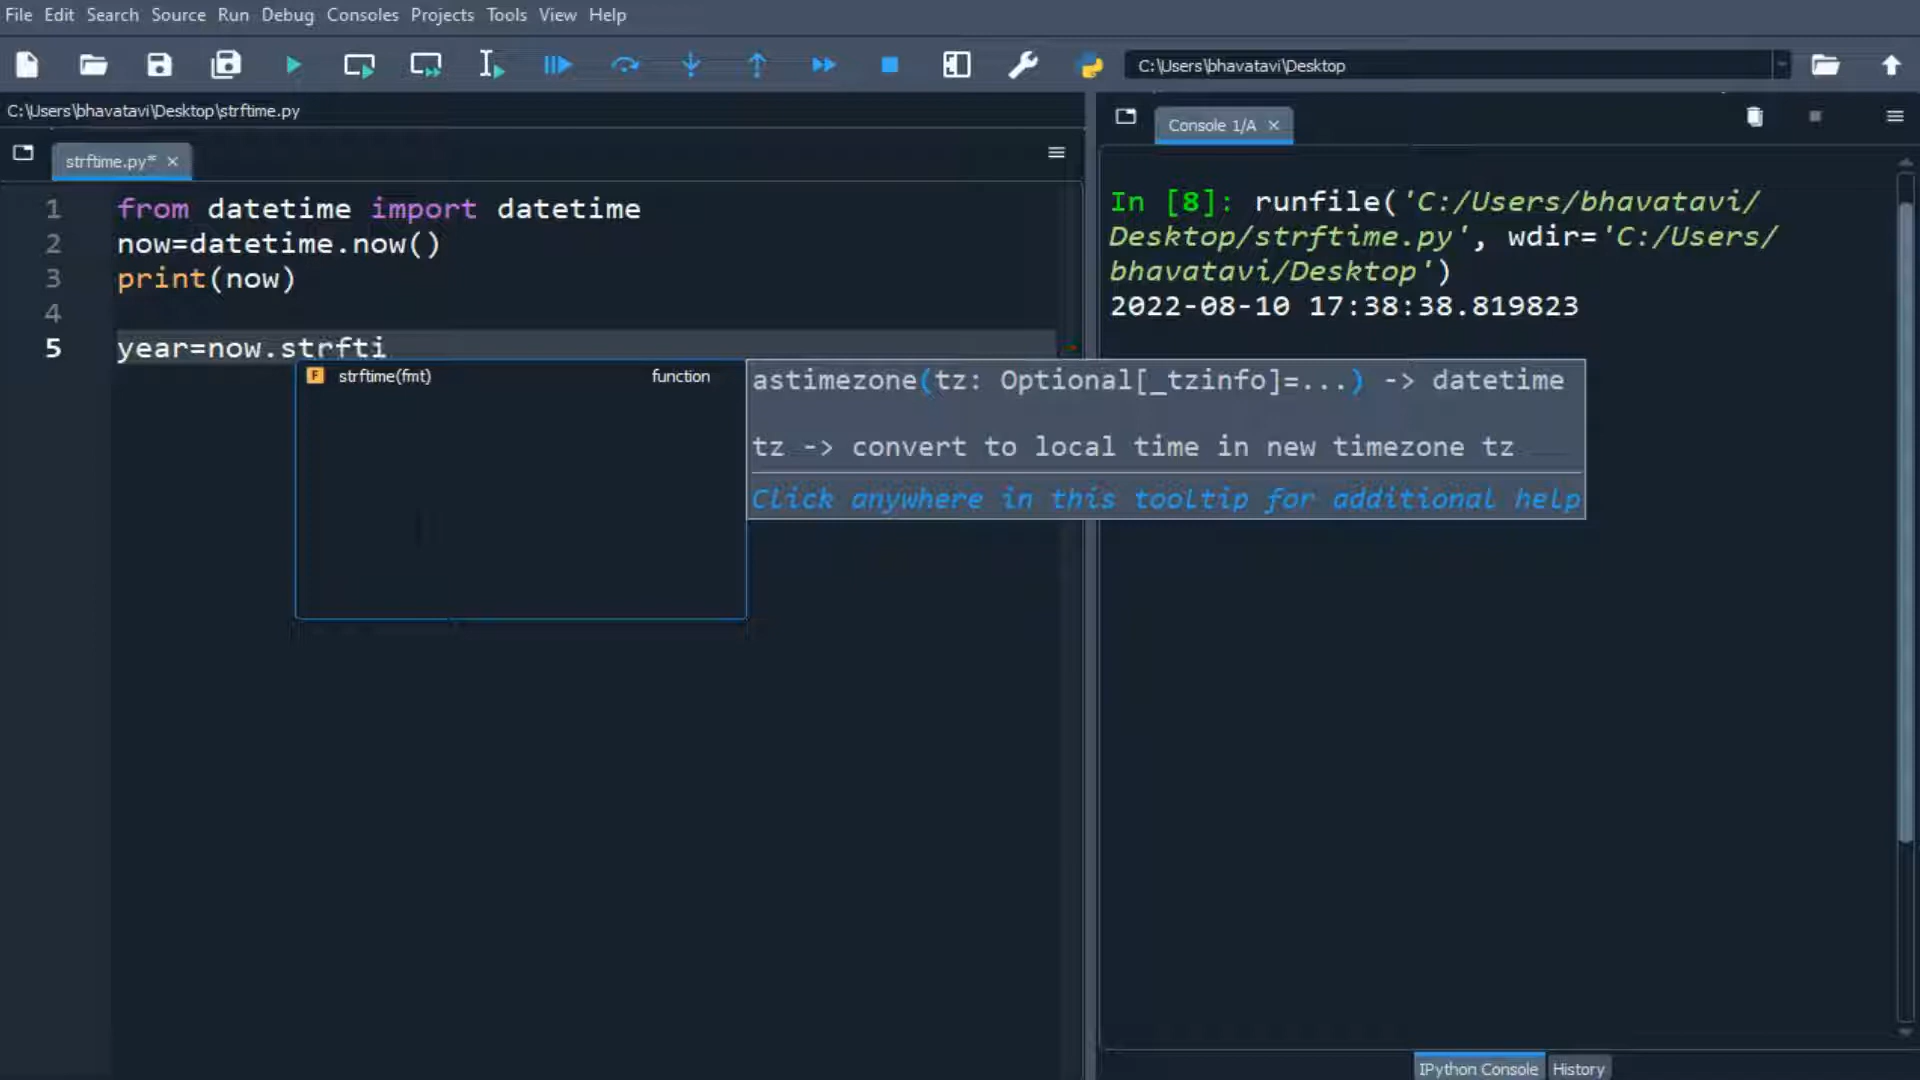 File Edit Search Source Run Debug Consoles Projects Tools View Help
C:\Users\bhavatavi\Desktop
C:\Users\bhavatavi\Desktop\strftime.py
strftime.py*
1 from datetime import datetime
2 now=datetime.now()
3 print(now)
4
5 year=now.strfti
F strftime(fmt) function
astimezone(tz: Optional[_tzinfo]=...) -> datetime
tz -> convert to local time in new timezone tz
Click anywhere in this tooltip for additional help
Console 1/A
In [8]: runfile('C:/Users/bhavatavi/
Desktop/strftime.py', wdir='C:/Users/
bhavatavi/Desktop')
2022-08-10 17:38:38.819823
IPython Console History